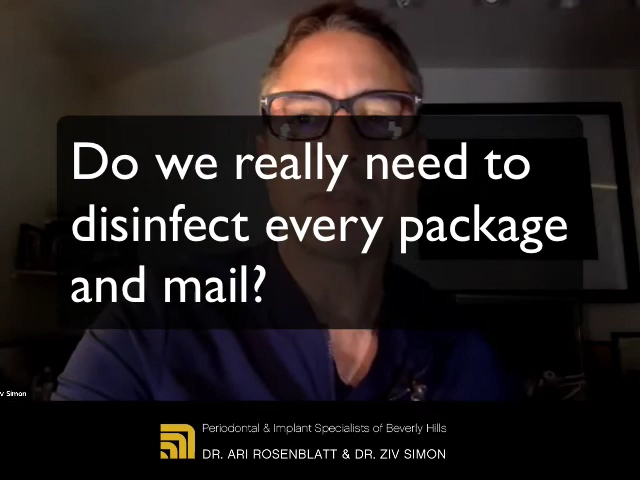 Do we really need to
disinfect every package
and mail?
v Simon
Periodontal & Implant Specialists of Beverly Hills
DR. ARI ROSENBLATT & DR. ZIV SIMON